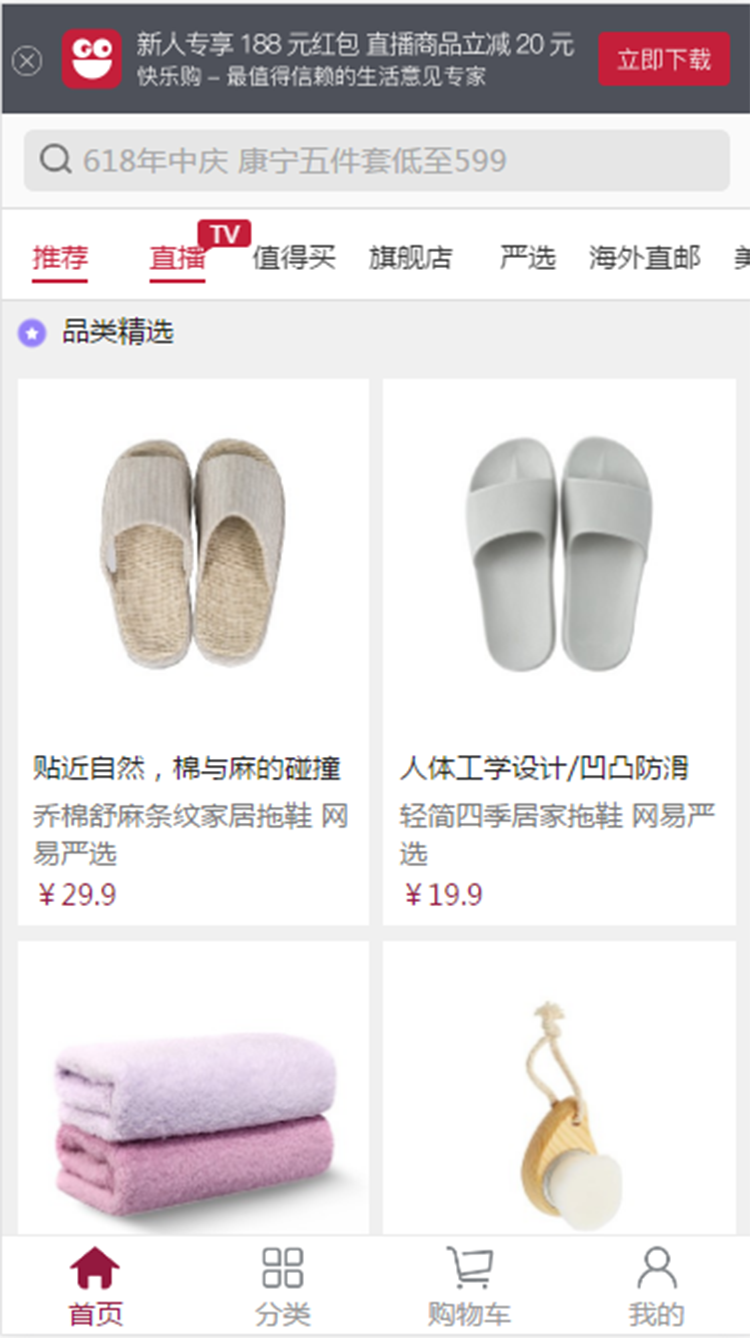 新人专享 188 元红包 直播商品立减 20 元
快乐购 – 最值得信赖的生活意见专家
立即下载
618年中庆 康宁五件套低至599
TV
推荐 直播 值得买 旗舰店 严选 海外直邮
品类精选
贴近自然，棉与麻的碰撞
乔棉舒麻条纹家居拖鞋 网
易严选
¥29.9
人体工学设计/凹凸防滑
轻简四季居家拖鞋 网易严
选
¥19.9
首页 分类 购物车 我的